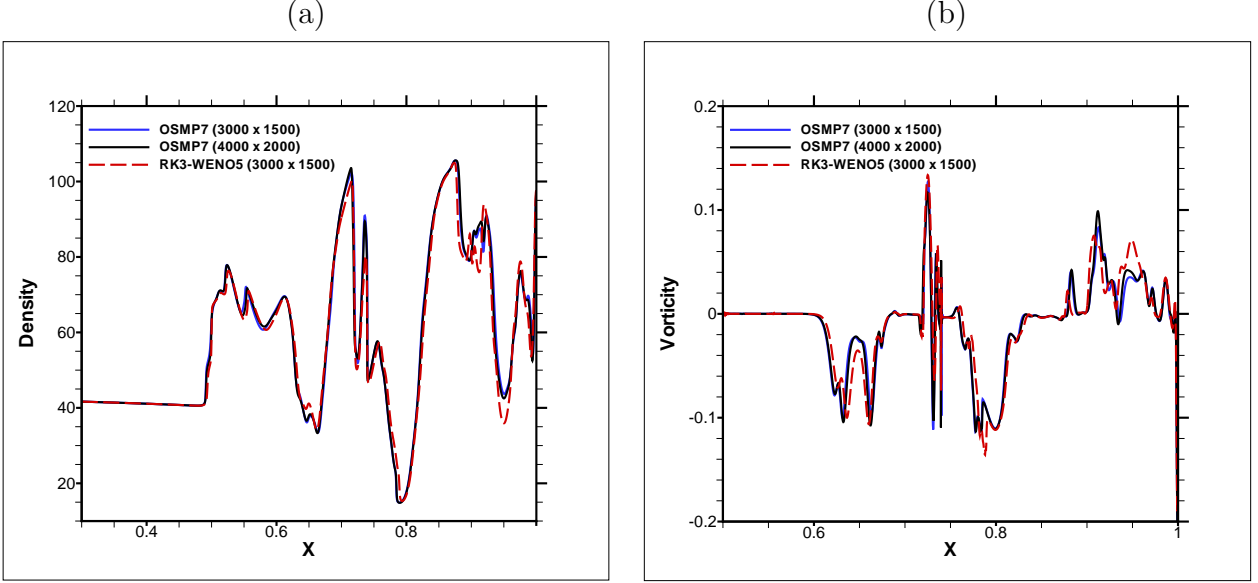 (a)
(b)
120
100
80
60
40
20
0.4
0.6
0.8
Density
X
OSMP7 (3000 x 1500)
OSMP7 (4000 x 2000)
RK3-WENO5 (3000 x 1500)
0.2
0.1
0
-0.1
-0.2
0.6
0.8
1
Vorticity
X
OSMP7 (3000 x 1500)
OSMP7 (4000 x 2000)
RK3-WENO5 (3000 x 1500)